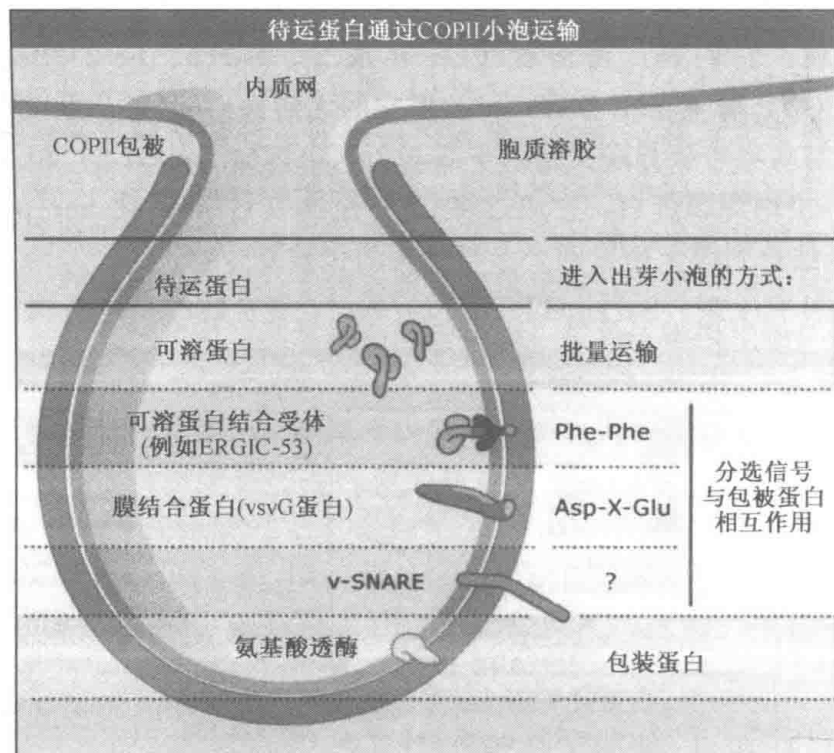 待运蛋白通过COPII小泡运输
内质网
COPII包被
胞质溶胶
待运蛋白
进入出芽小泡的方式:
可溶蛋白
批量运输
可溶蛋白结合受体
(例如ERGIC-53)
Phe-Phe
膜结合蛋白(vsvG蛋白)
Asp-X-Glu
分选信号
与包被蛋白
相互作用
v-SNARE
?
氨基酸透酶
包装蛋白